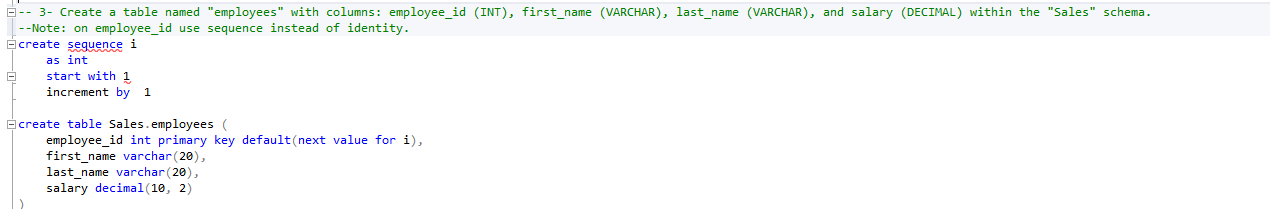 -- 3- Create a table named "employees" with columns: employee_id (INT), first_name (VARCHAR), last_name (VARCHAR), and salary (DECIMAL) within the "Sales" schema.
--Note: on employee_id use sequence instead of identity.
create sequence i
as int
start with 1
increment by  1
create table Sales.employees (
employee_id int primary key default(next value for i),
first_name varchar(20),
last_name varchar(20),
salary decimal(10, 2)
)